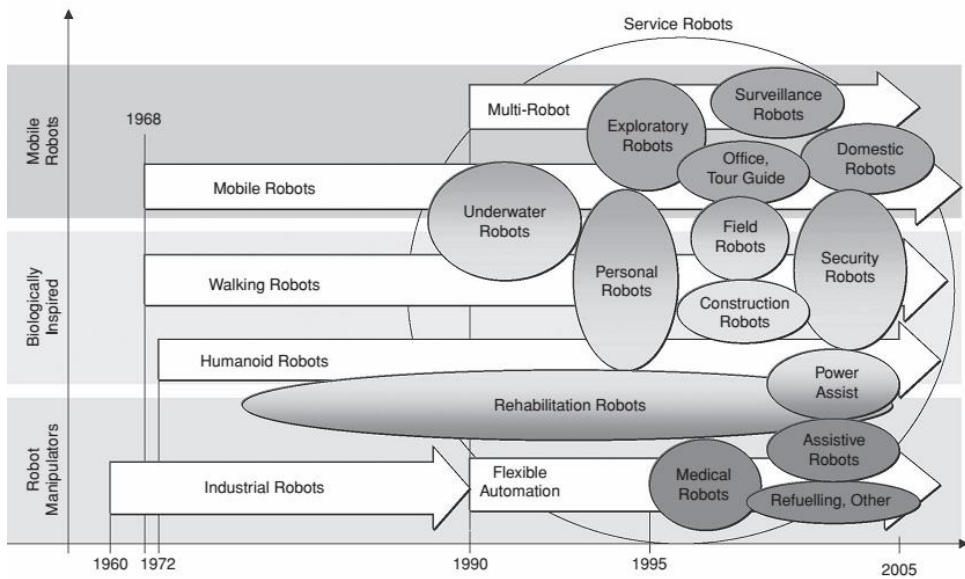 Service Robots
Mobile
Robots
1968
Multi-Robot
Exploratory
Robots
Surveillance
Robots
Mobile Robots
Office,
Tour Guide
Domestic
Robots
Underwater
Robots
Biologically
Inspired
Walking Robots
Personal
Robots
Field
Robots
Security
Robots
Construction
Robots
Humanoid Robots
Power
Assist
Rehabilitation Robots
Robot
Manipulators
Industrial Robots
Flexible
Automation
Medical
Robots
Assistive
Robots
Refuelling, Other
1960
1972
1990
1995
2005